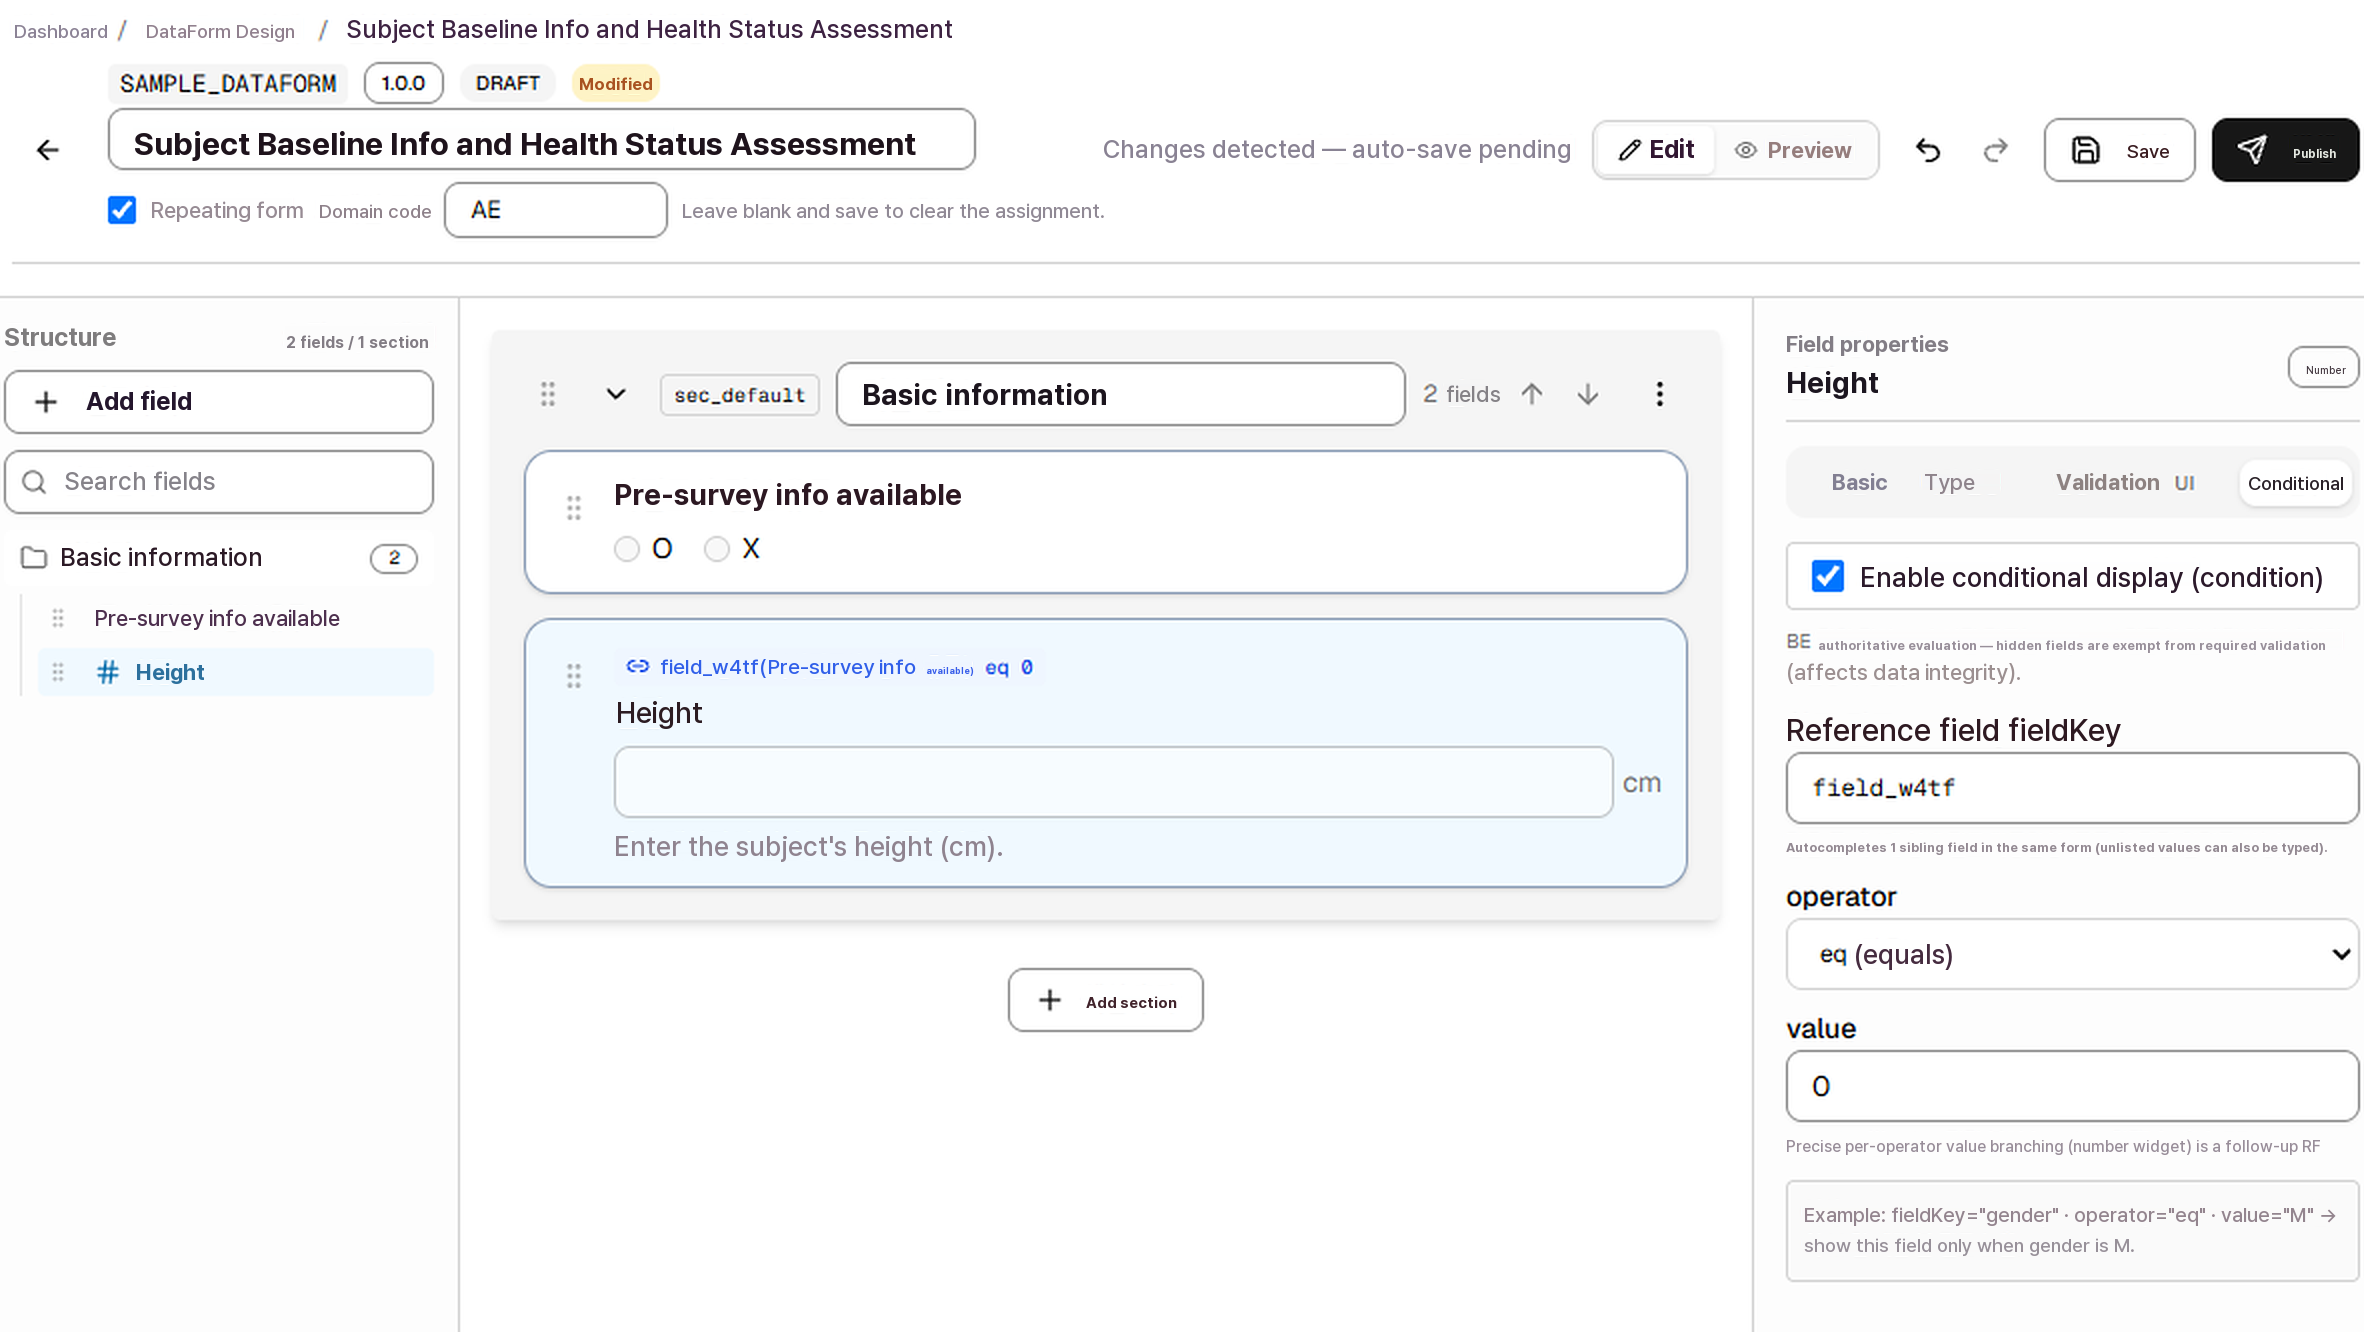 Dashboard / DataForm Design / Subject Baseline Info and Health Status Assessment
SAMPLE_DATAFORM 1.0.0 DRAFT Modified
Subject Baseline Info and Health Status Assessment
Changes detected — auto-save pending
Edit Preview
Save
Publish
Repeating form Domain code AE Leave blank and save to clear the assignment.
Structure 2 fields / 1 section
Add field
Search fields
Basic information 2
Pre-survey info available
Height
sec_default Basic information 2 fields
Pre-survey info available
O X
field_w4tf(Pre-survey info available) eq O
Height
cm
Enter the subject's height (cm).
Add section
Field properties
Height
Number
Basic Type Validation UI Conditional
Enable conditional display (condition)
BE authoritative evaluation — hidden fields are exempt from required validation
(affects data integrity).
Reference field fieldKey
field_w4tf
Autocompletes 1 sibling field in the same form (unlisted values can also be typed).
operator
eq (equals)
value
O
Precise per-operator value branching (number widget) is a follow-up RF
Example: fieldKey="gender" · operator="eq" · value="M" →
show this field only when gender is M.